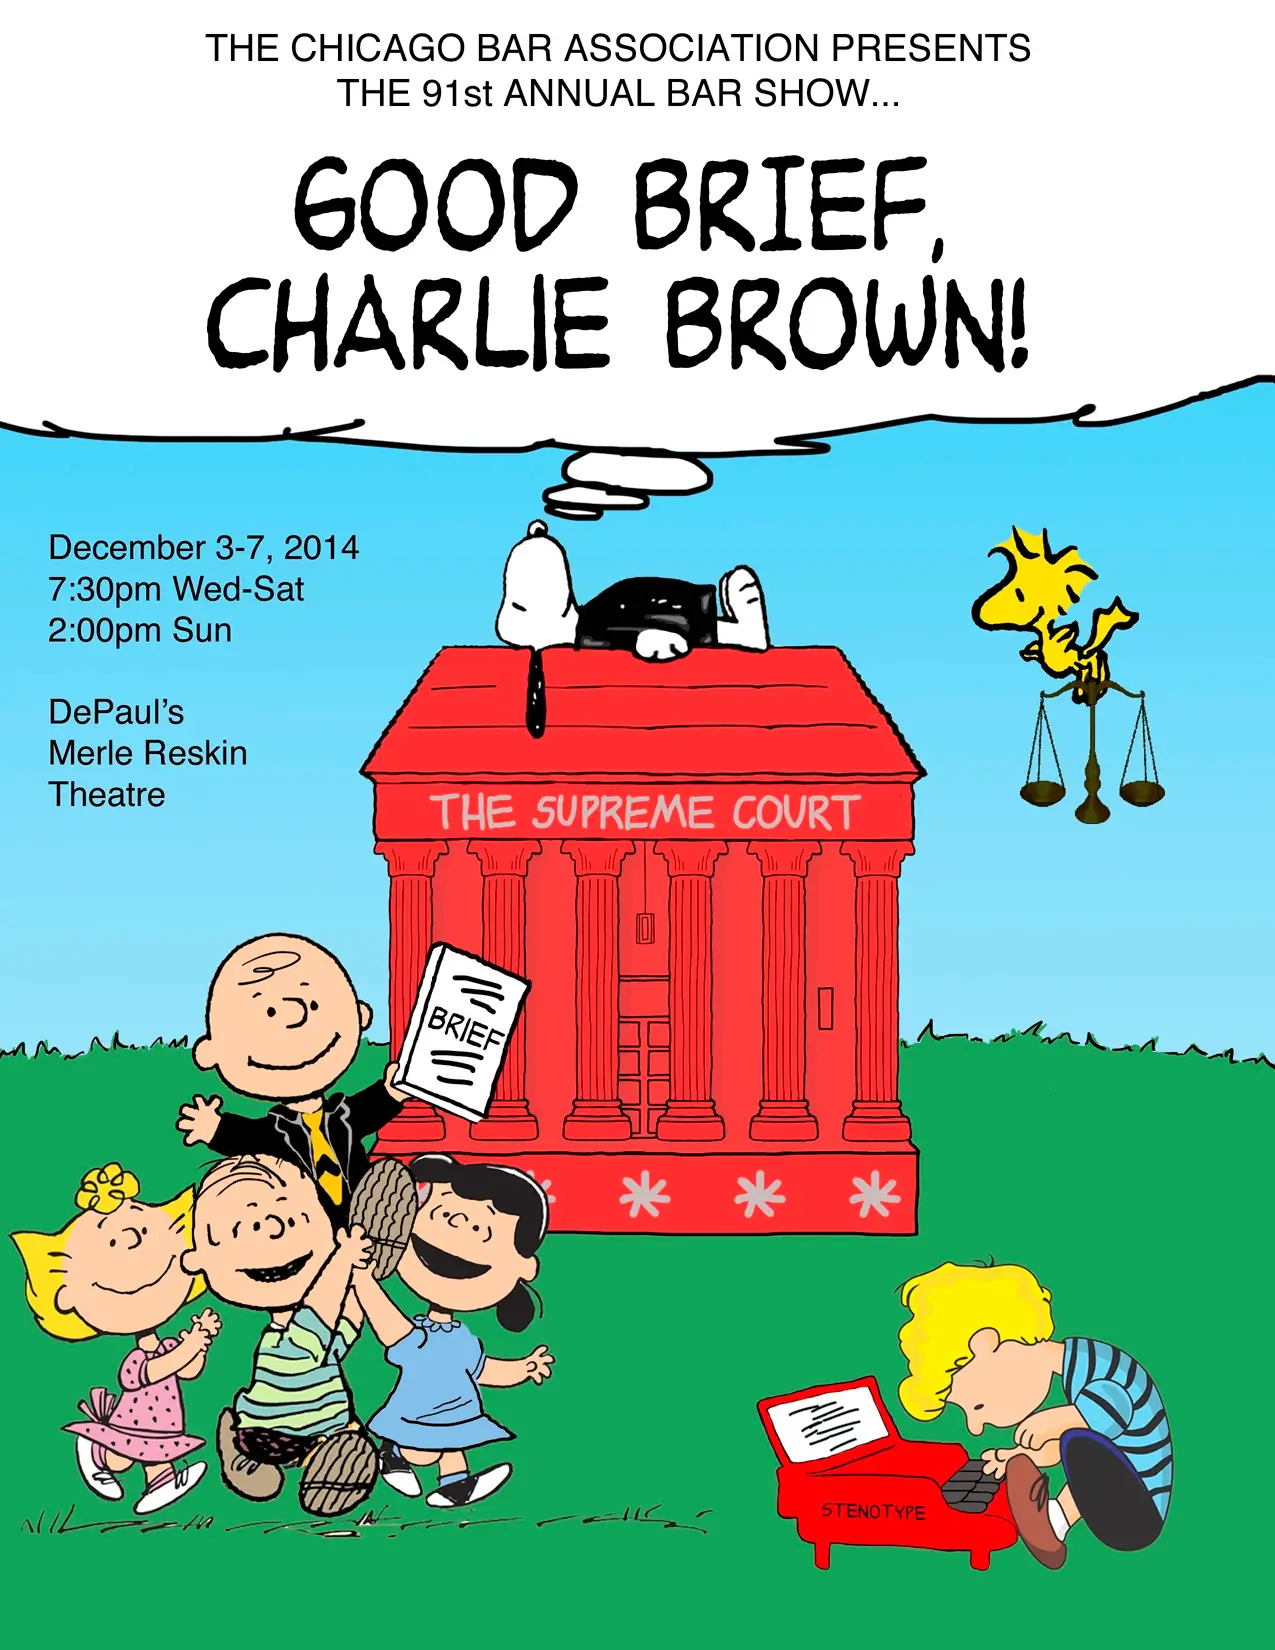 THE CHICAGO BAR ASSOCIATION PRESENTS
THE 91st ANNUAL BAR SHOW...
GOOD BRIEF,
CHARLIE BROWN!
December 3-7, 2014
7:30pm Wed-Sat
2:00pm Sun
DePaul's
Merle Reskin
Theatre
THE SUPREME COURT
BRIEF
STENOTYPE